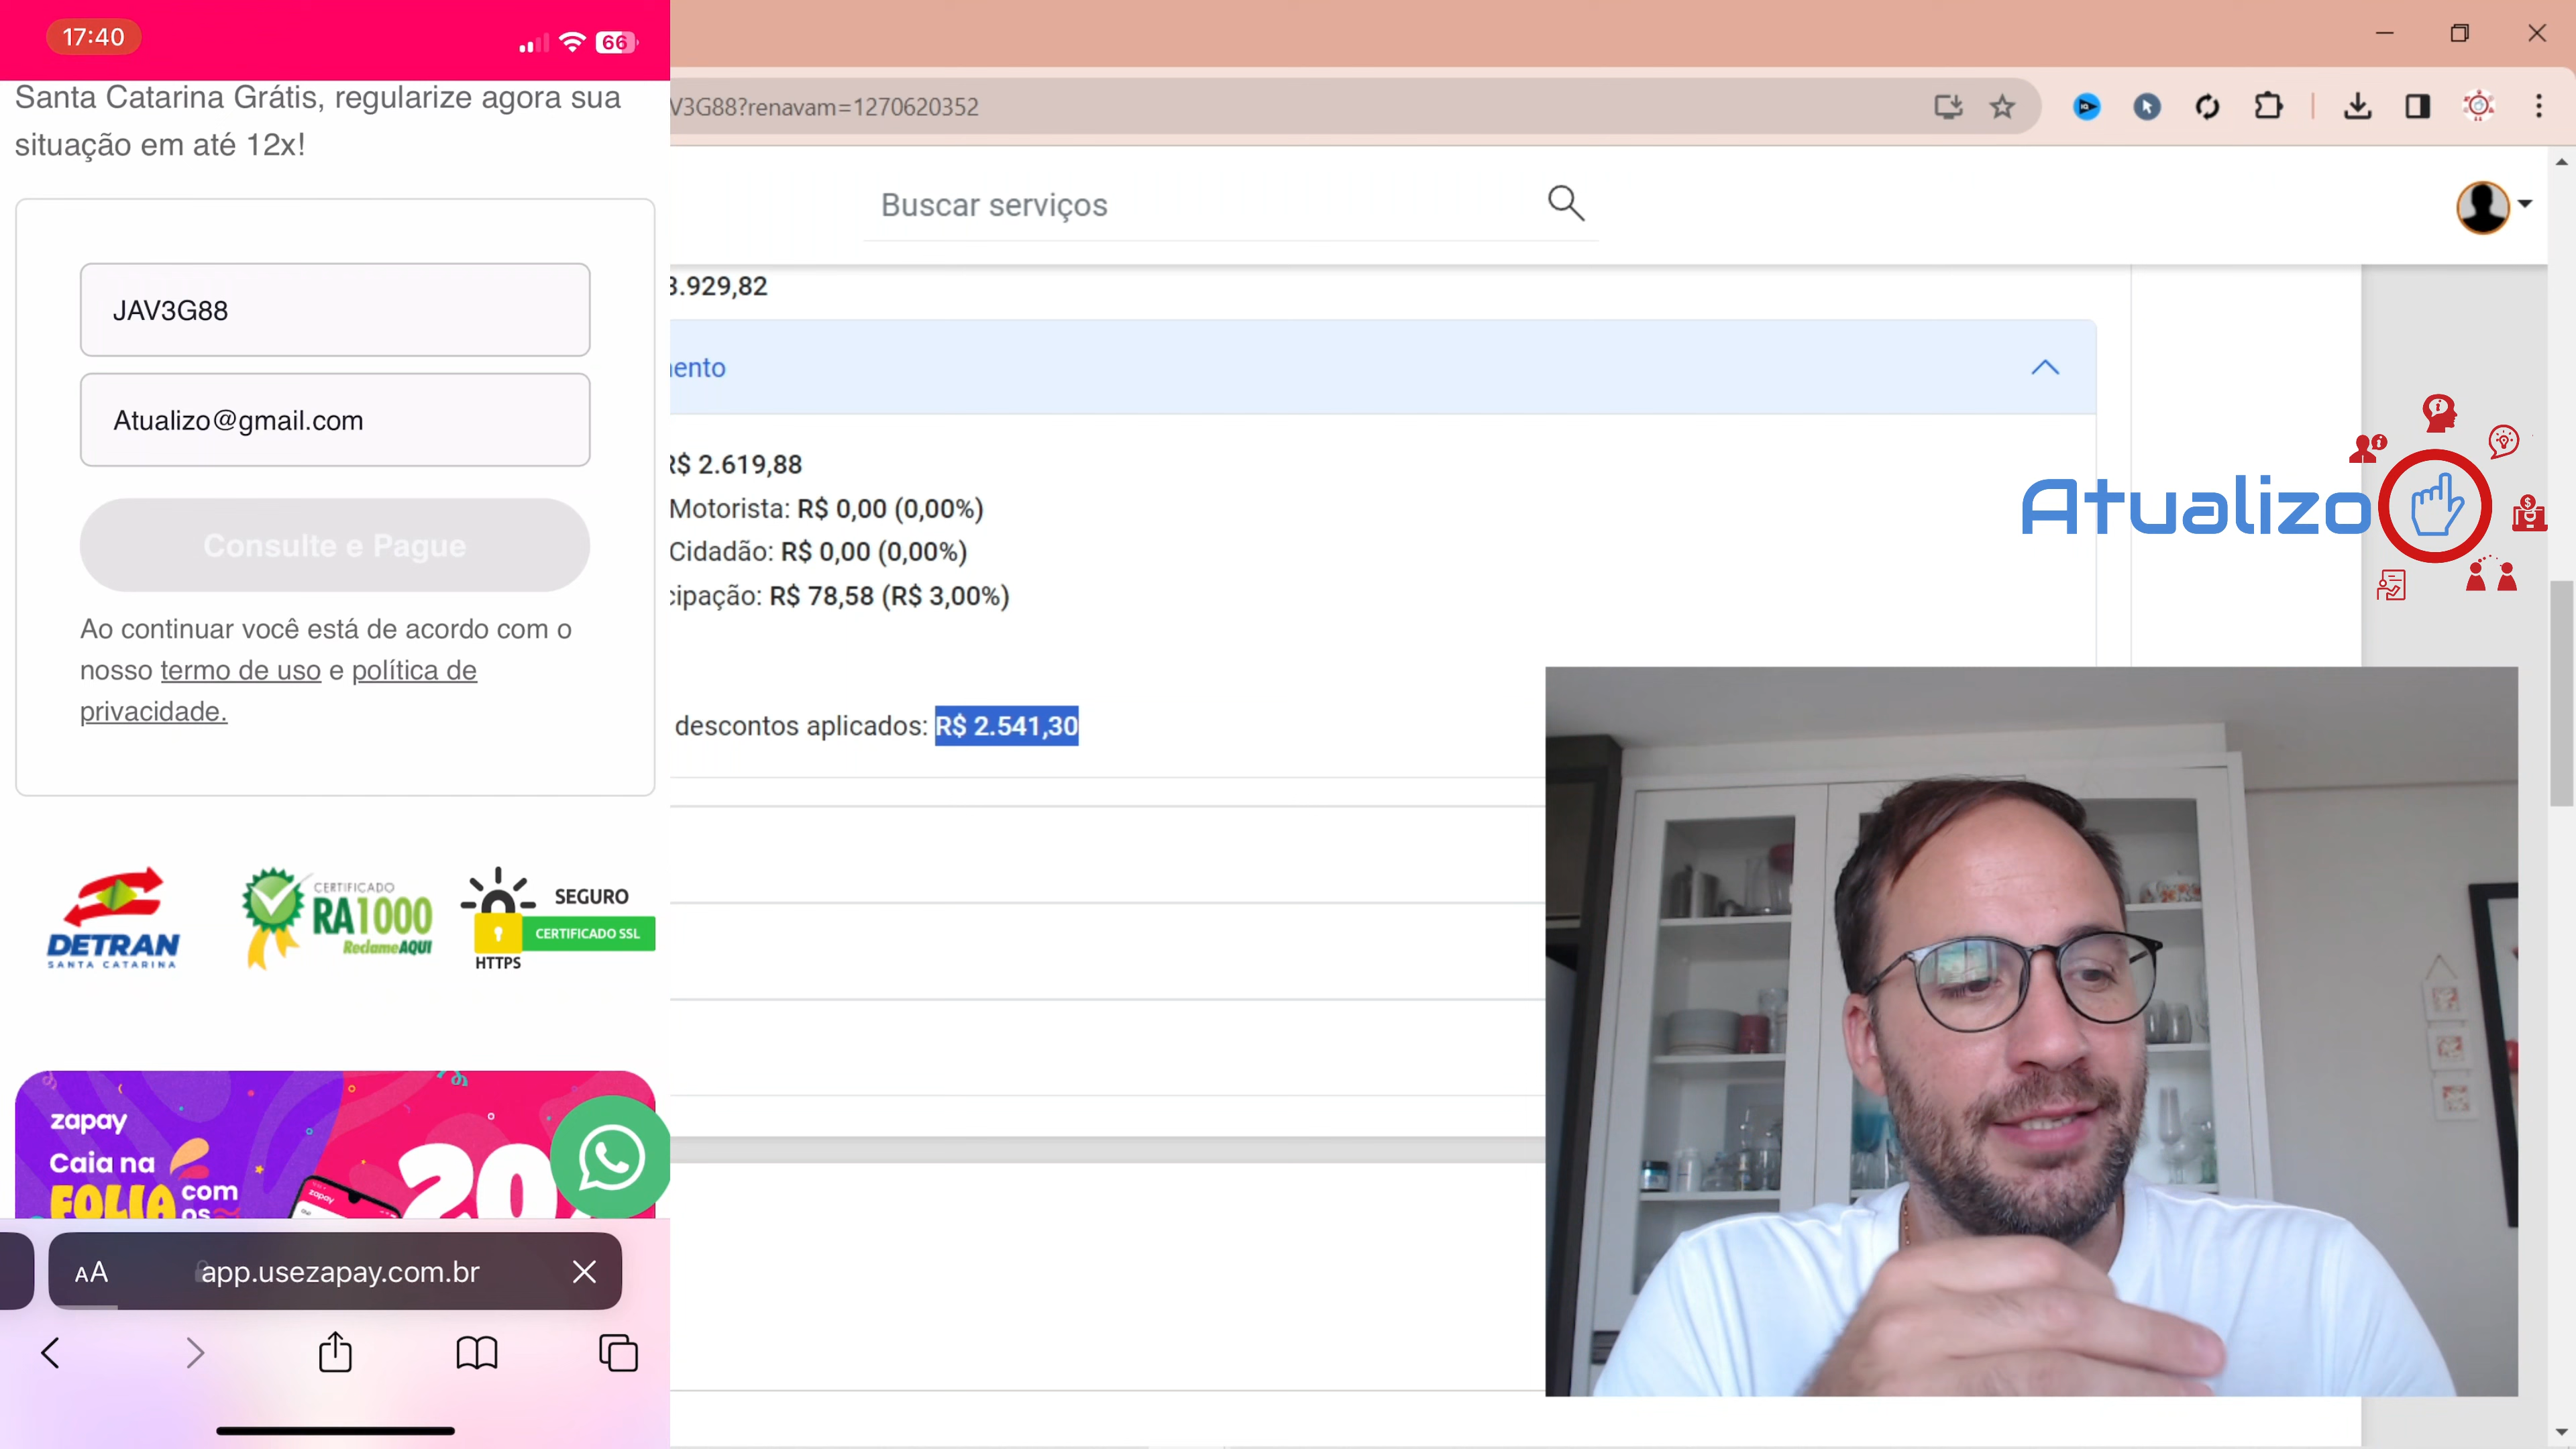 17:40
66
Santa Catarina Grátis, regularize agora sua
situação em até 12x!
JAV3G88
Atualizo@gmail.com
Consulte e Pague
Ao continuar você está de acordo com o
nosso termo de uso e política de
privacidade.
DETRAN
SANTA CATARINA
CERTIFICADO
RA1000
ReclameAQUI
SEGURO
CERTIFICADO SSL
HTTPS
zapay
Caia na
FOLIA com
os
zapay
20
AA
app.usezapay.com.br
V3G88?renavam=1270620352
Buscar serviços
3.929,82
ento
R$ 2.619,88
Motorista: R$ 0,00 (0,00%)
Cidadão: R$ 0,00 (0,00%)
cipação: R$ 78,58 (R$ 3,00%)
descontos aplicados: R$ 2.541,30
Atualizo